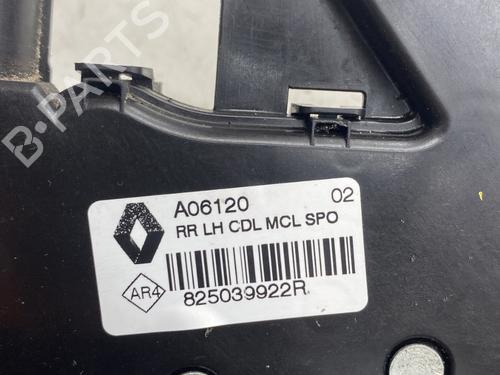 B-PARTS
A06120 02
RR LH CDL MCL SPO
AR4
825039922R